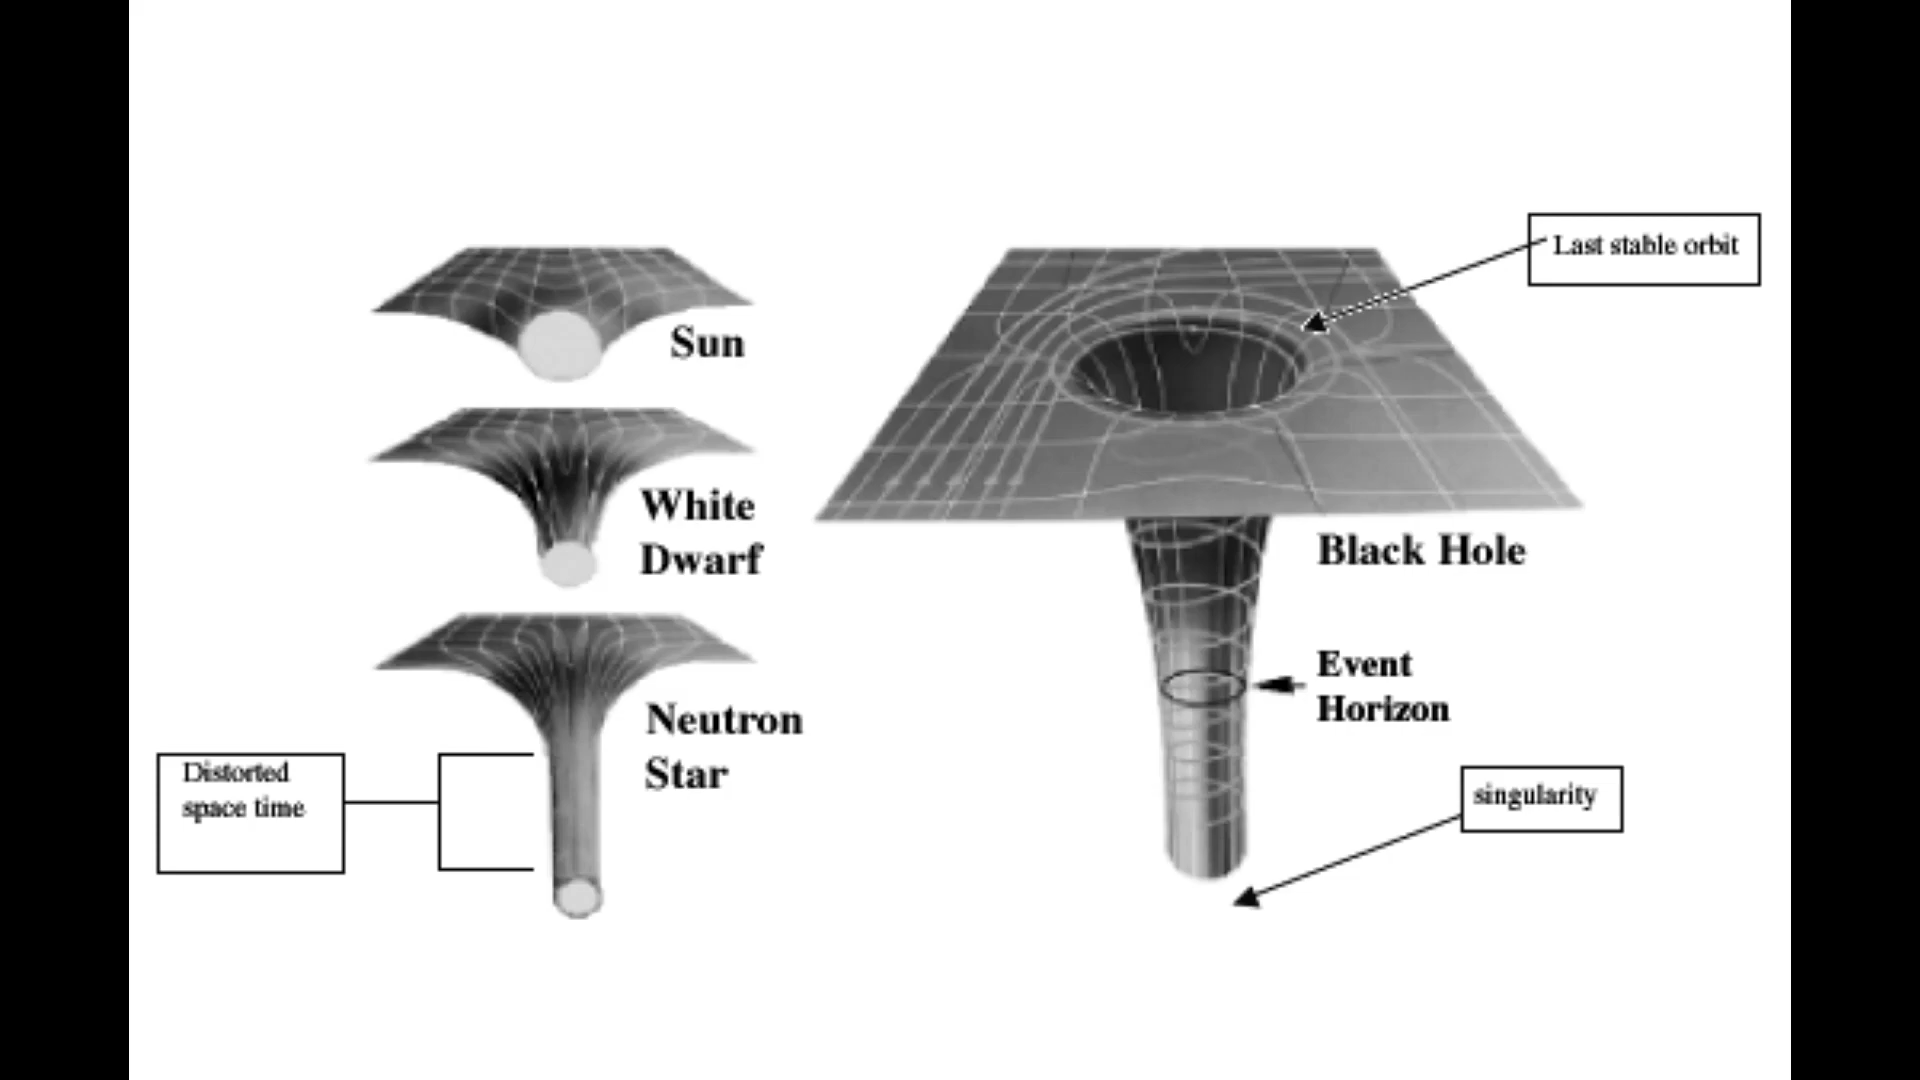 Sun
White
Dwarf
Neutron
Star
Distorted
space time
Last stable orbit
Black Hole
Event
Horizon
singularity